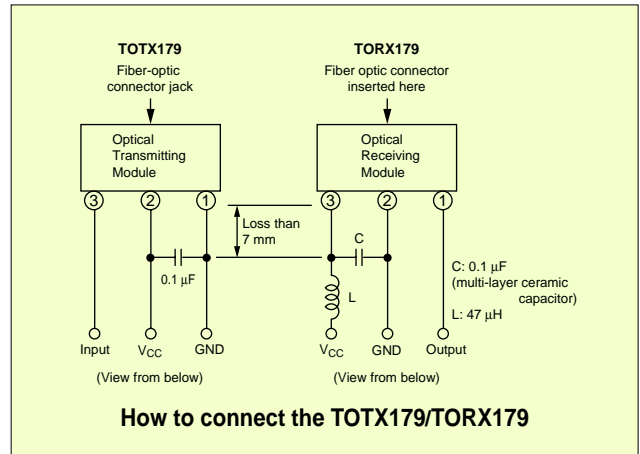 TOTX179
Fiber-optic
connector jack
TORX179
Fiber optic connector
inserted here
Optical
Transmitting
Module
Optical
Receiving
Module
3 2 1
3 2 1
Loss than
7 mm
0.1 µF
C
L
C: 0.1 µF
(multi-layer ceramic
capacitor)
L: 47 µH
Input VCC GND
VCC GND Output
(View from below)
(View from below)
How to connect the TOTX179/TORX179